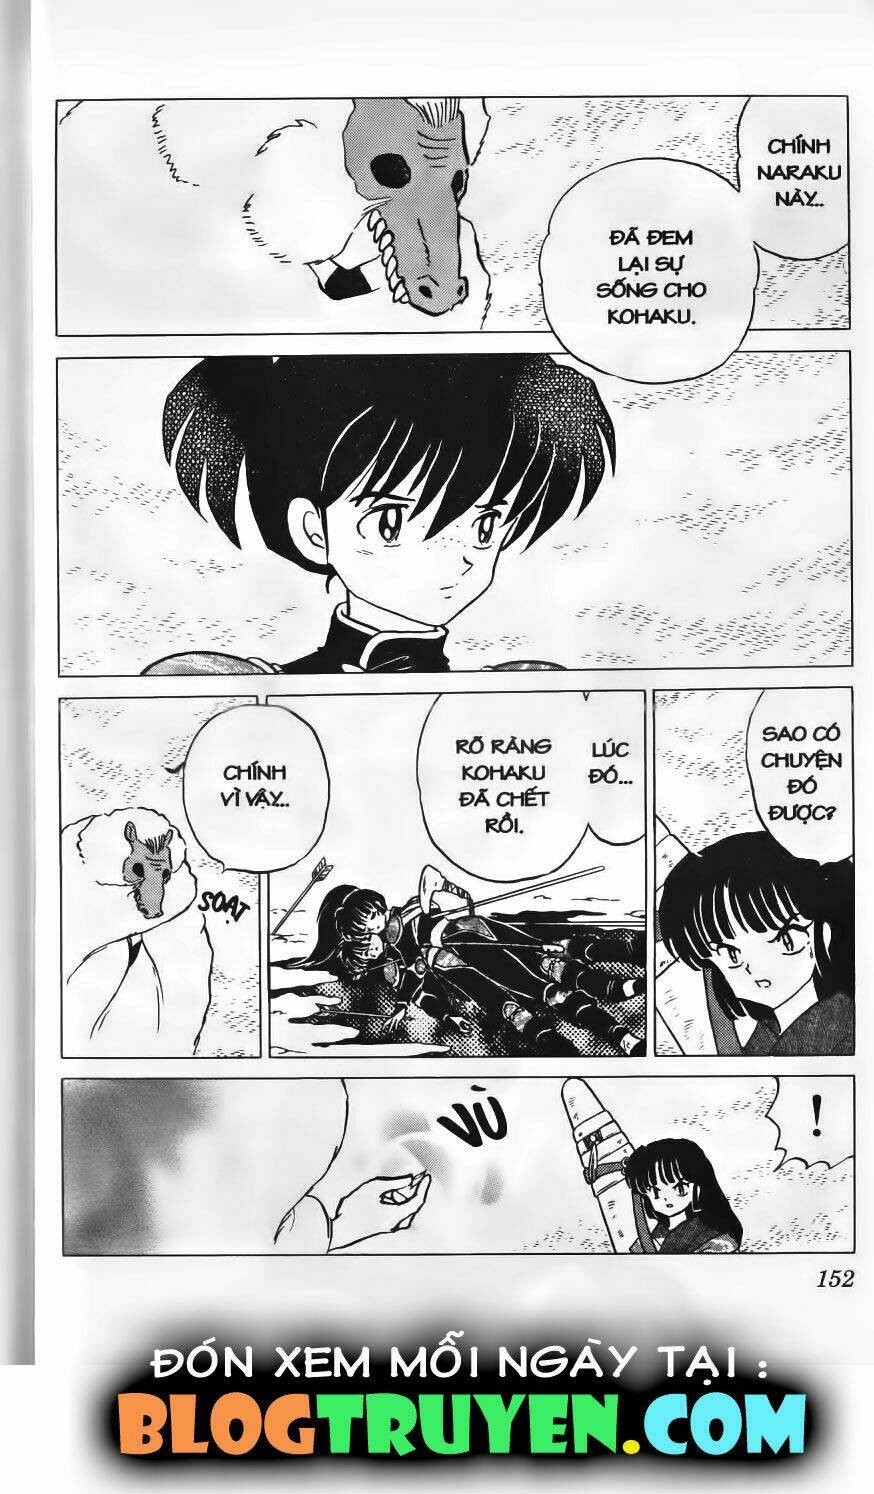 CHÍNH
NARAKU
NÀY...
ĐÃ ĐEM
LẠI SỰ
SỐNG CHO
KOHAKU.
SAO CÓ
CHUYỆN
ĐÓ
ĐƯỢC?
LÚC
ĐÓ...
RÕ RÀNG
KOHAKU
ĐÃ CHẾT
RỒI.
CHÍNH
VÌ VẬY...
SOẠT
!
VÙ
152
ĐÓN XEM MỖI NGÀY TẠI :
BLOGTRUYEN.COM